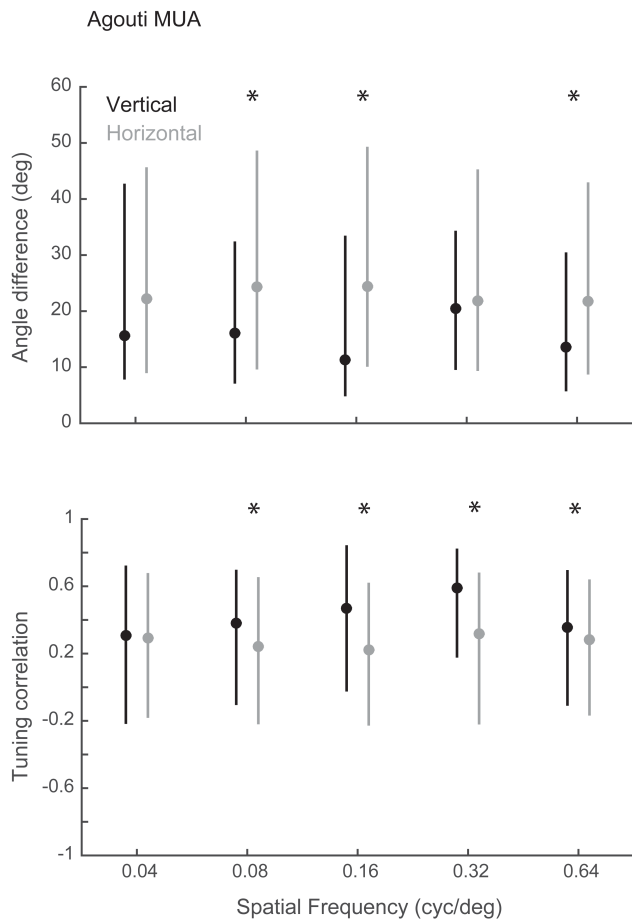 Agouti MUA
60
Vertical
Horizontal
* * *
50
40
30
20
10
0
Angle difference (deg)
* * * *
1
0.6
0.2
-0.2
-0.6
-1
Tuning correlation
0.04 0.08 0.16 0.32 0.64
Spatial Frequency (cyc/deg)